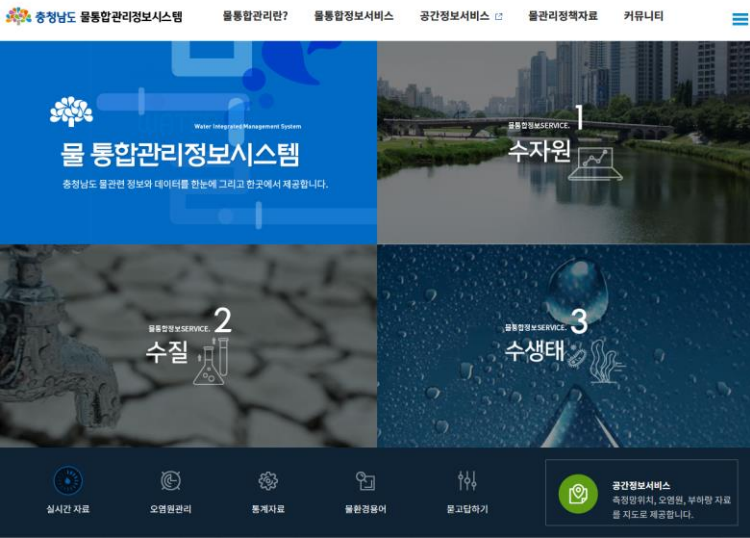 충청남도 물통합관리정보시스템
물통합관리란?
물통합정보서비스
공간정보서비스
물관리정책자료
커뮤니티
Water Integrated Management System
물 통합관리정보시스템
충청남도 물관련 정보와 데이터를 한눈에 그리고 한곳에서 제공합니다.
물통합정보SERVICE. 1
수자원
물통합정보SERVICE. 2
수질
물통합정보SERVICE. 3
수생태
실시간 자료
오염원관리
통계자료
물환경용어
묻고답하기
공간정보서비스
측정망위치, 오염원, 부하량 자료
를 지도로 제공합니다.